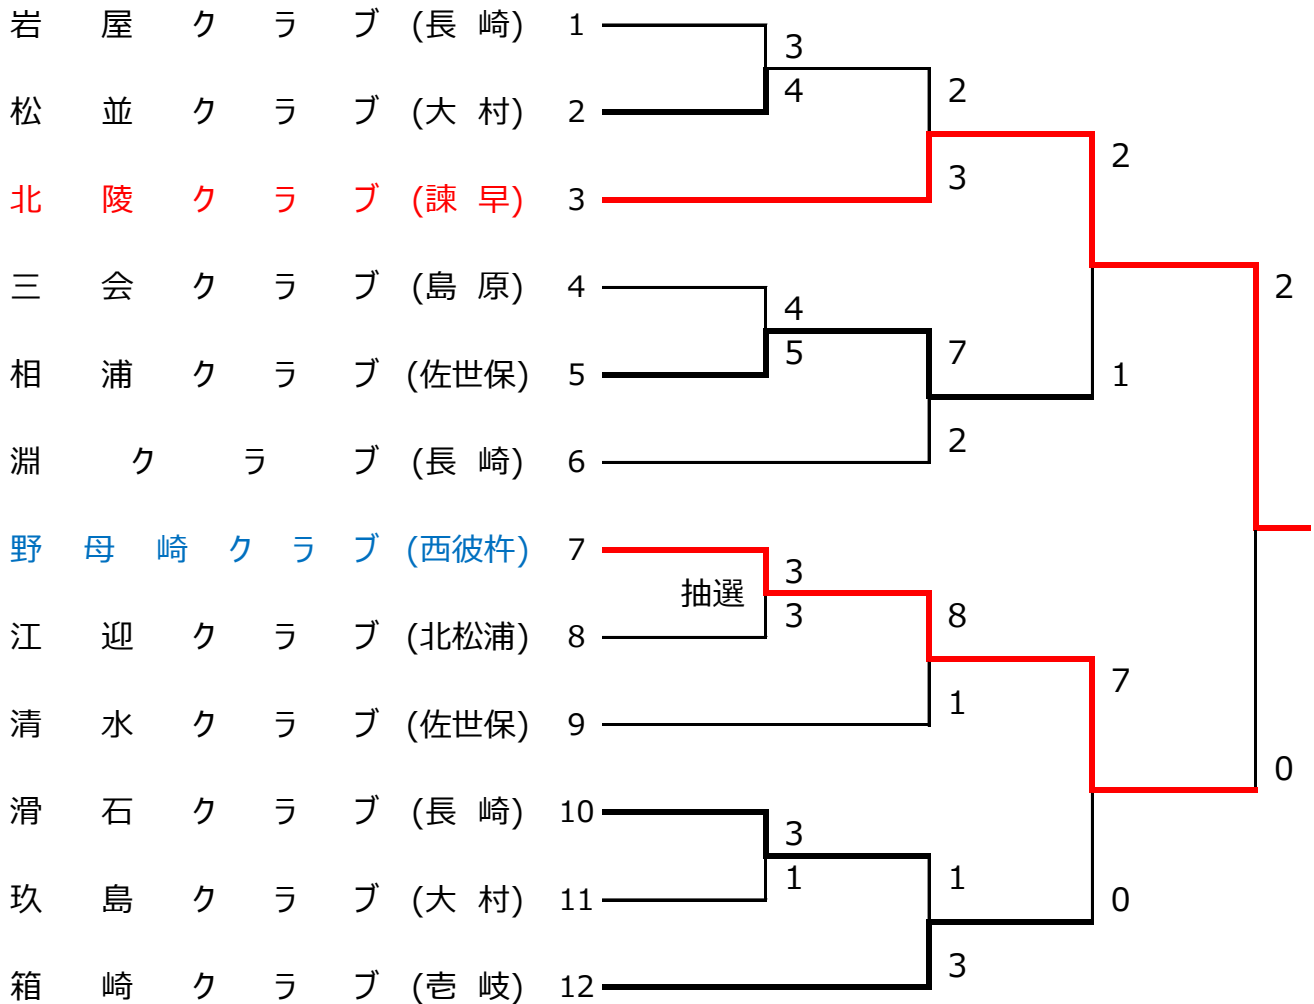 岩屋クラブ (長崎) 1
3
松並クラブ (大村) 2
4
2
北陵クラブ (諫早) 3
3
2
三会クラブ (島原) 4
4
2
相浦クラブ (佐世保) 5
5
7
1
淵クラブ (長崎) 6
2
野母崎クラブ (西彼杵) 7
3
抽選
江迎クラブ (北松浦) 8
3
8
清水クラブ (佐世保) 9
1
7
0
滑石クラブ (長崎) 10
3
玖島クラブ (大村) 11
1
1
0
箱崎クラブ (壱岐) 12
3